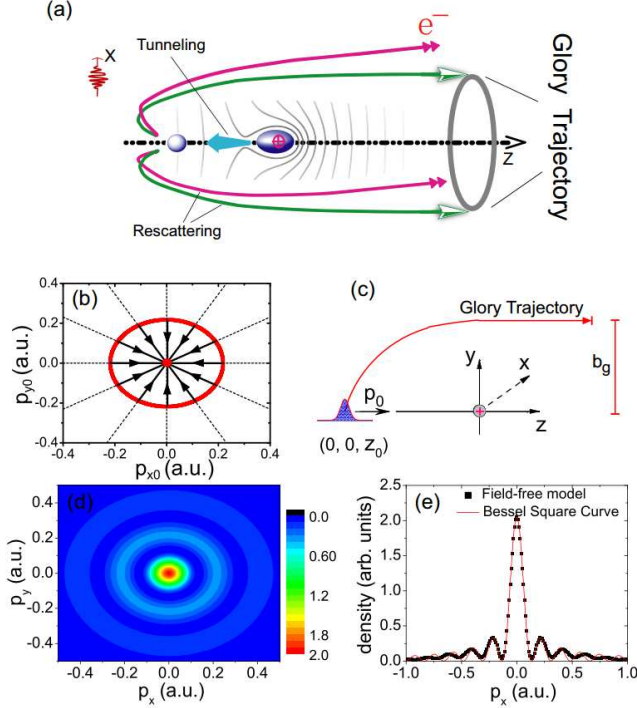 (a)
X
Tunneling
e⁻
Glory
Trajectory
z
Rescattering
(b)
0.4
0.2
0.0
-0.2
-0.4
p_y0 (a.u.)
-0.4 -0.2 0.0 0.2 0.4
p_x0 (a.u.)
(c)
Glory Trajectory
b_g
y
x
p_0
z
(0, 0, z_0)
(d)
0.4
0.2
0.0
-0.2
-0.4
p_y (a.u.)
-0.4 -0.2 0.0 0.2 0.4
p_x (a.u.)
0.0
0.60
1.2
1.8
2.0
(e)
Field-free model
Bessel Square Curve
2.5
2.0
1.5
1.0
0.5
0.0
density (arb. units)
-1.0 -0.5 0.0 0.5 1.0
p_x (a.u.)